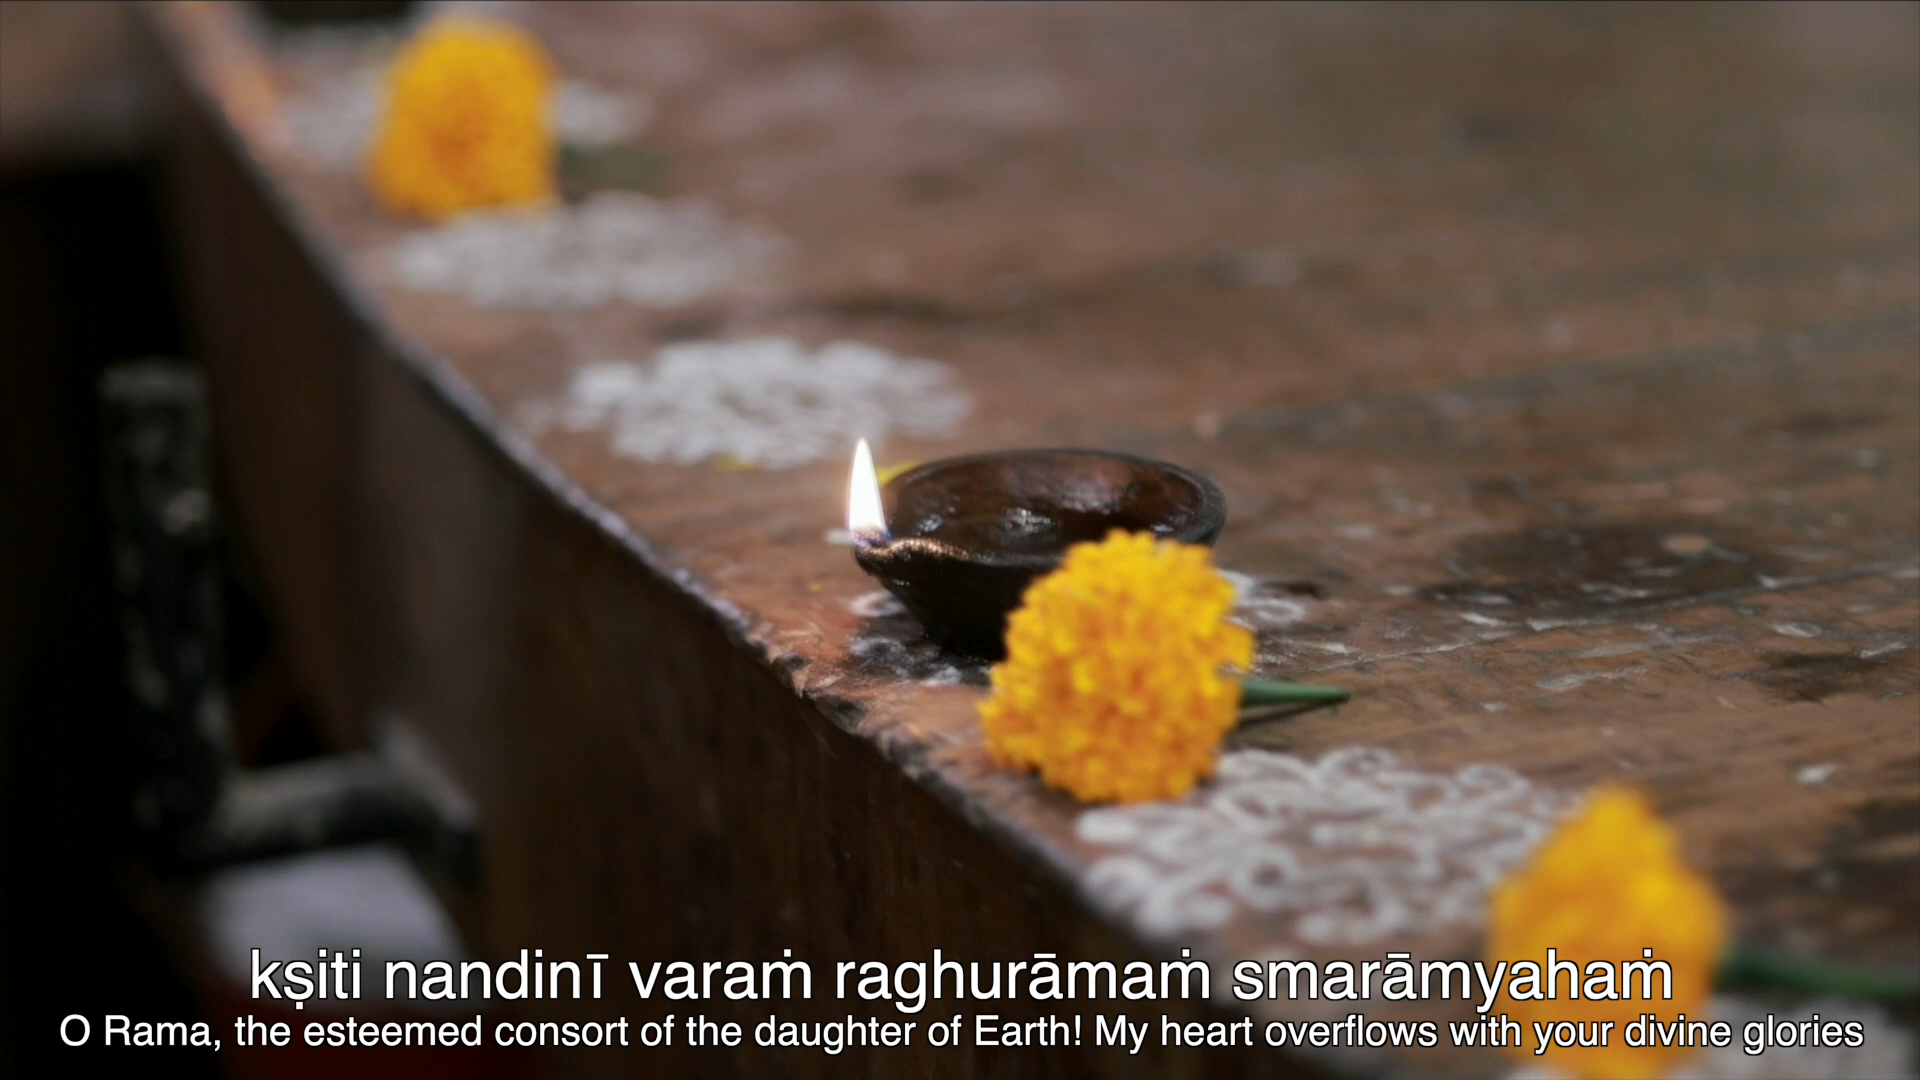 kṣiti nandinī varaṁ raghurāmaṁ smarāmyahaṁ
O Rama, the esteemed consort of the daughter of Earth! My heart overflows with your divine glories